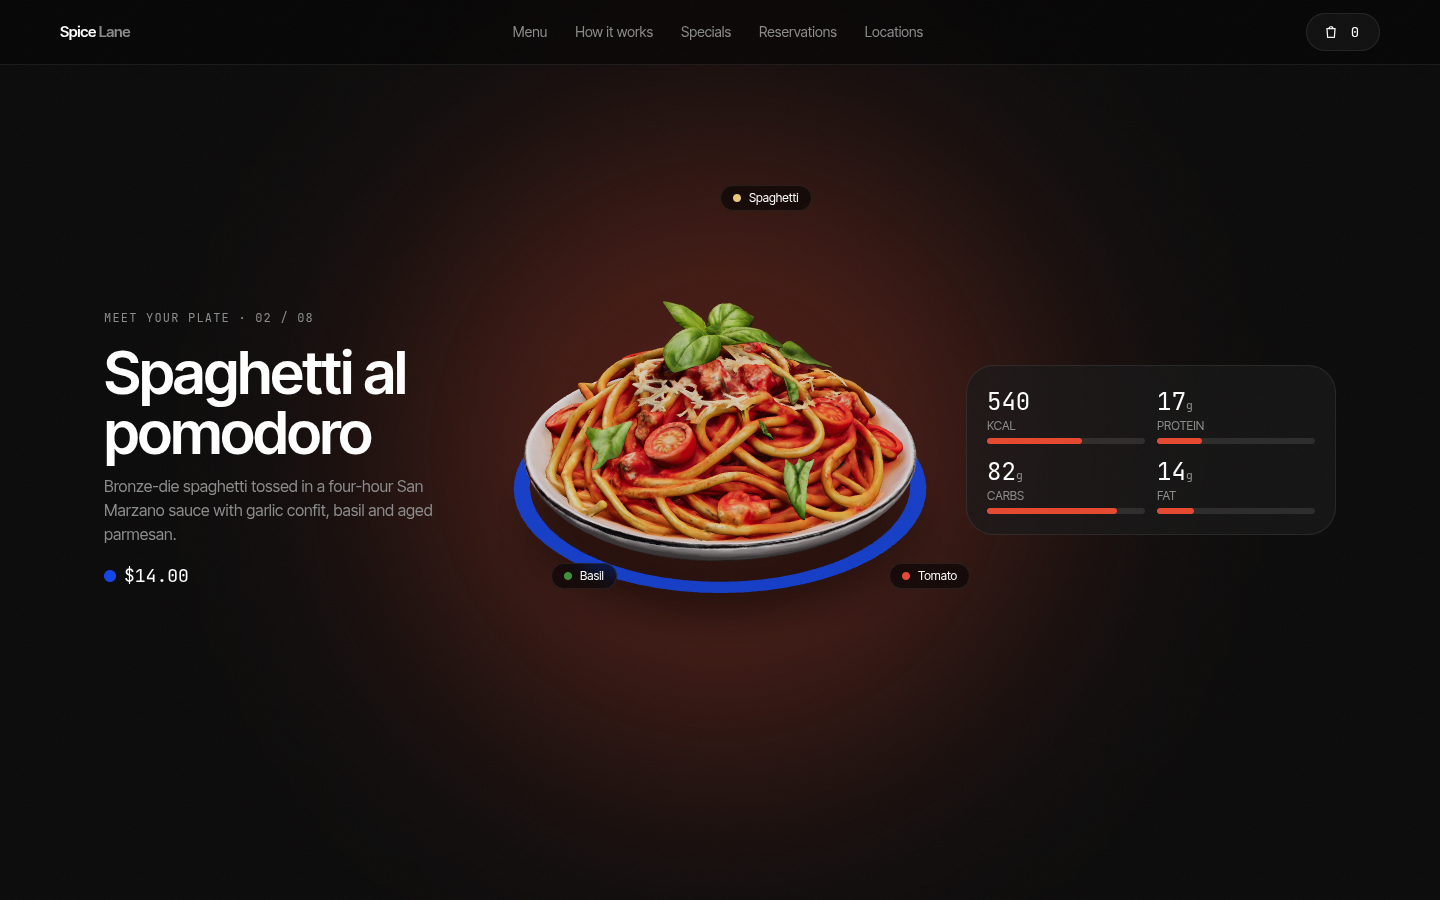 Spice Lane
Menu
How it works
Specials
Reservations
Locations
0
Spaghetti
MEET YOUR PLATE · 02 / 08
Spaghetti al
pomodoro
Bronze-die spaghetti tossed in a four-hour San
Marzano sauce with garlic confit, basil and aged
parmesan.
$14.00
Basil
Tomato
540
KCAL
17g
PROTEIN
82g
CARBS
14g
FAT